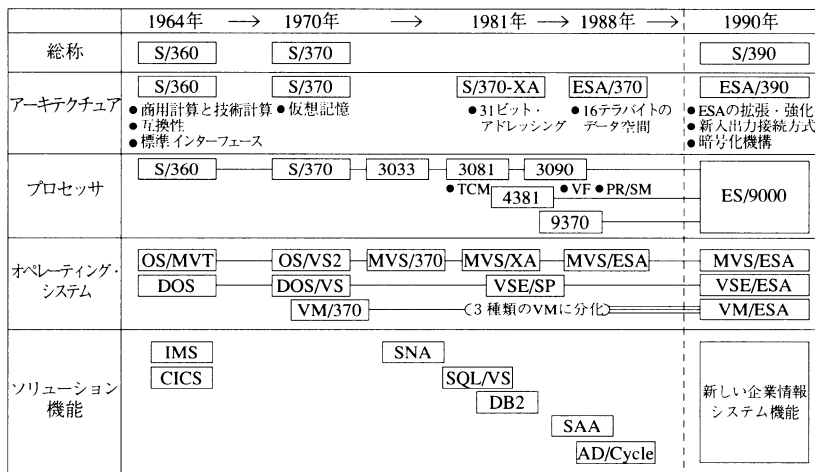 1964年 1970年 1981年 1988年 1990年
総称 S/360 S/370 S/390
アーキテクチュア S/360 S/370 S/370-XA ESA/370 ESA/390
●商用計算と技術計算 ●仮想記憶 ●31ビット・ ●16テラバイトの ●ESAの拡張・強化
●互換性 アドレッシング データ空間 ●新入出力接続方式
●標準インターフェース ●暗号化機構
プロセッサ S/360 S/370 3033 3081 3090 ES/9000
●TCM ●VF ●PR/SM
4381
9370
オペレーティング・ OS/MVT OS/VS2 MVS/370 MVS/XA MVS/ESA MVS/ESA
システム DOS DOS/VS VSE/SP VSE/ESA
VM/370 (3種類のVMに分化) VM/ESA
ソリューション IMS SNA 新しい企業情報
機能 CICS SQL/VS システム機能
DB2
SAA
AD/Cycle